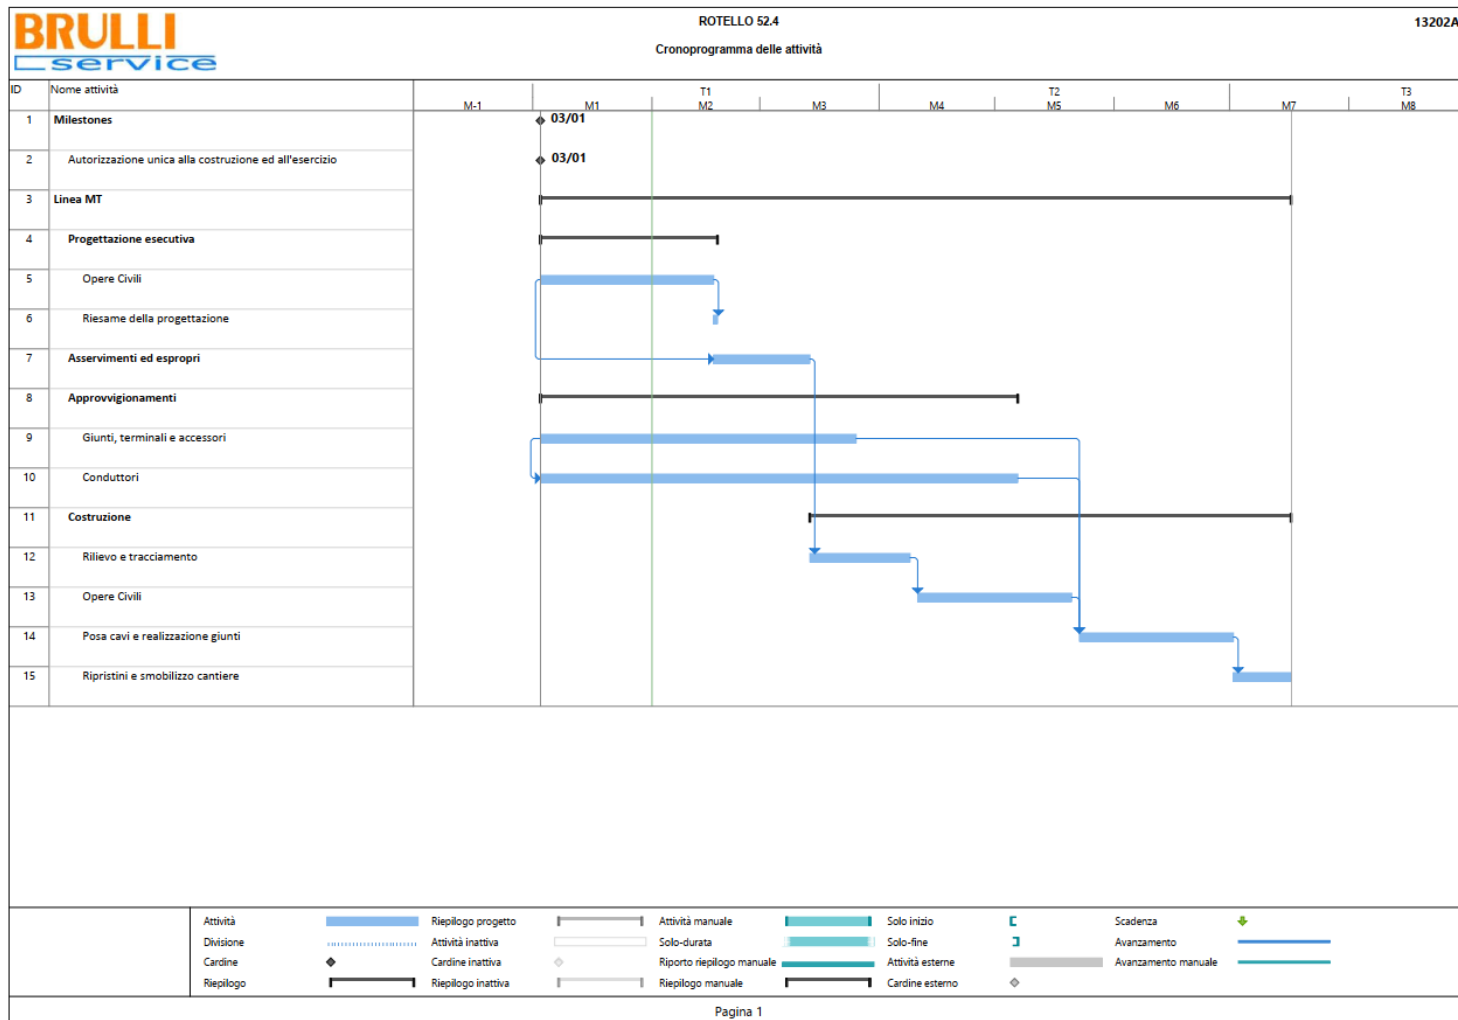 BRULLI
service
ROTELLO 52.4
13202A
Cronoprogramma delle attività
ID Nome attività
T1 T2 T3
M-1 M1 M2 M3 M4 M5 M6 M7 M8
1 Milestones 03/01
2 Autorizzazione unica alla costruzione ed all'esercizio 03/01
3 Linea MT
4 Progettazione esecutiva
5 Opere Civili
6 Riesame della progettazione
7 Asservimenti ed espropri
8 Approvvigionamenti
9 Giunti, terminali e accessori
10 Conduttori
11 Costruzione
12 Rilievo e tracciamento
13 Opere Civili
14 Posa cavi e realizzazione giunti
15 Ripristini e smobilizzo cantiere
Attività Riepilogo progetto Attività manuale Solo inizio Scadenza
Divisione Attività inattiva Solo-durata Solo-fine Avanzamento
Cardine Cardine inattiva Riporto riepilogo manuale Attività esterne Avanzamento manuale
Riepilogo Riepilogo inattiva Riepilogo manuale Cardine esterno
Pagina 1